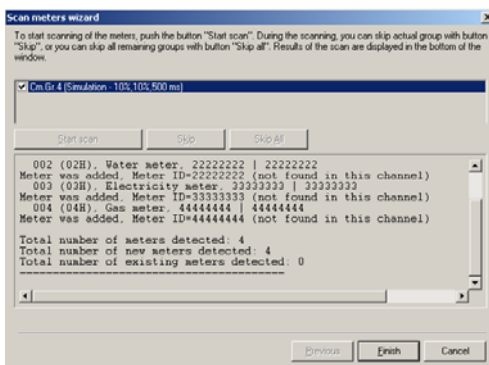 Scan meters wizard
To start scanning of the meters, push the button "Start scan". During the scanning, you can skip actual group with button
"Skip", or you can skip all remaining groups with button "Skip all". Results of the scan are displayed in the bottom of the
window.
Cm.Gr.4 (Simulation - 10%,10%,500 ms)
Start scan Skip Skip All
002 (02H), Water meter, 22222222 | 22222222
Meter was added, Meter ID=22222222 (not found in this channel)
003 (03H), Electricity meter, 33333333 | 33333333
Meter was added, Meter ID=33333333 (not found in this channel)
004 (04H), Gas meter, 44444444 | 44444444
Meter was added, Meter ID=44444444 (not found in this channel)
Total number of meters detected: 4
Total number of new meters detected: 4
Total number of existing meters detected: 0
----------------------------------------
Previous Finish Cancel